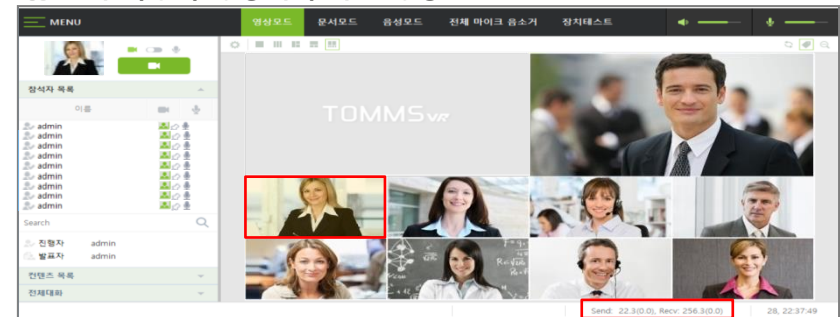 MENU
영상모드 문서모드 음성모드 전체 마이크 음소거 장치테스트
참석자 목록
이름
admin
admin
admin
admin
admin
admin
admin
admin
admin
Search
진행자 admin
발표자 admin
컨텐츠 목록
전체대화
TOMMS VR
Send: 22.3(0.0), Recv: 256.3(0.0)
28, 22:37:49